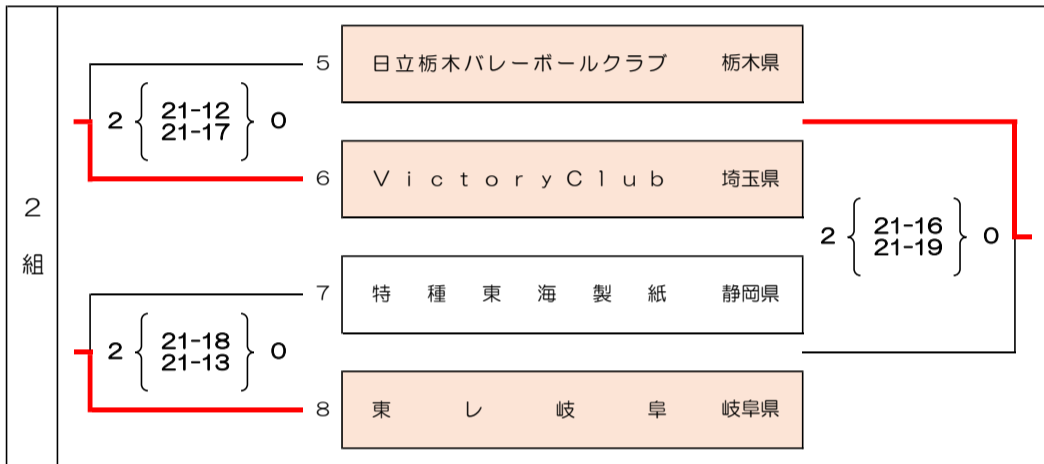 2組
5 日立栃木バレーボールクラブ 栃木県
2 21-12 0
21-17
6 VictoryClub 埼玉県
2 21-16 0
21-19
7 特種東海製紙 静岡県
2 21-18 0
21-13
8 東レ岐阜 岐阜県